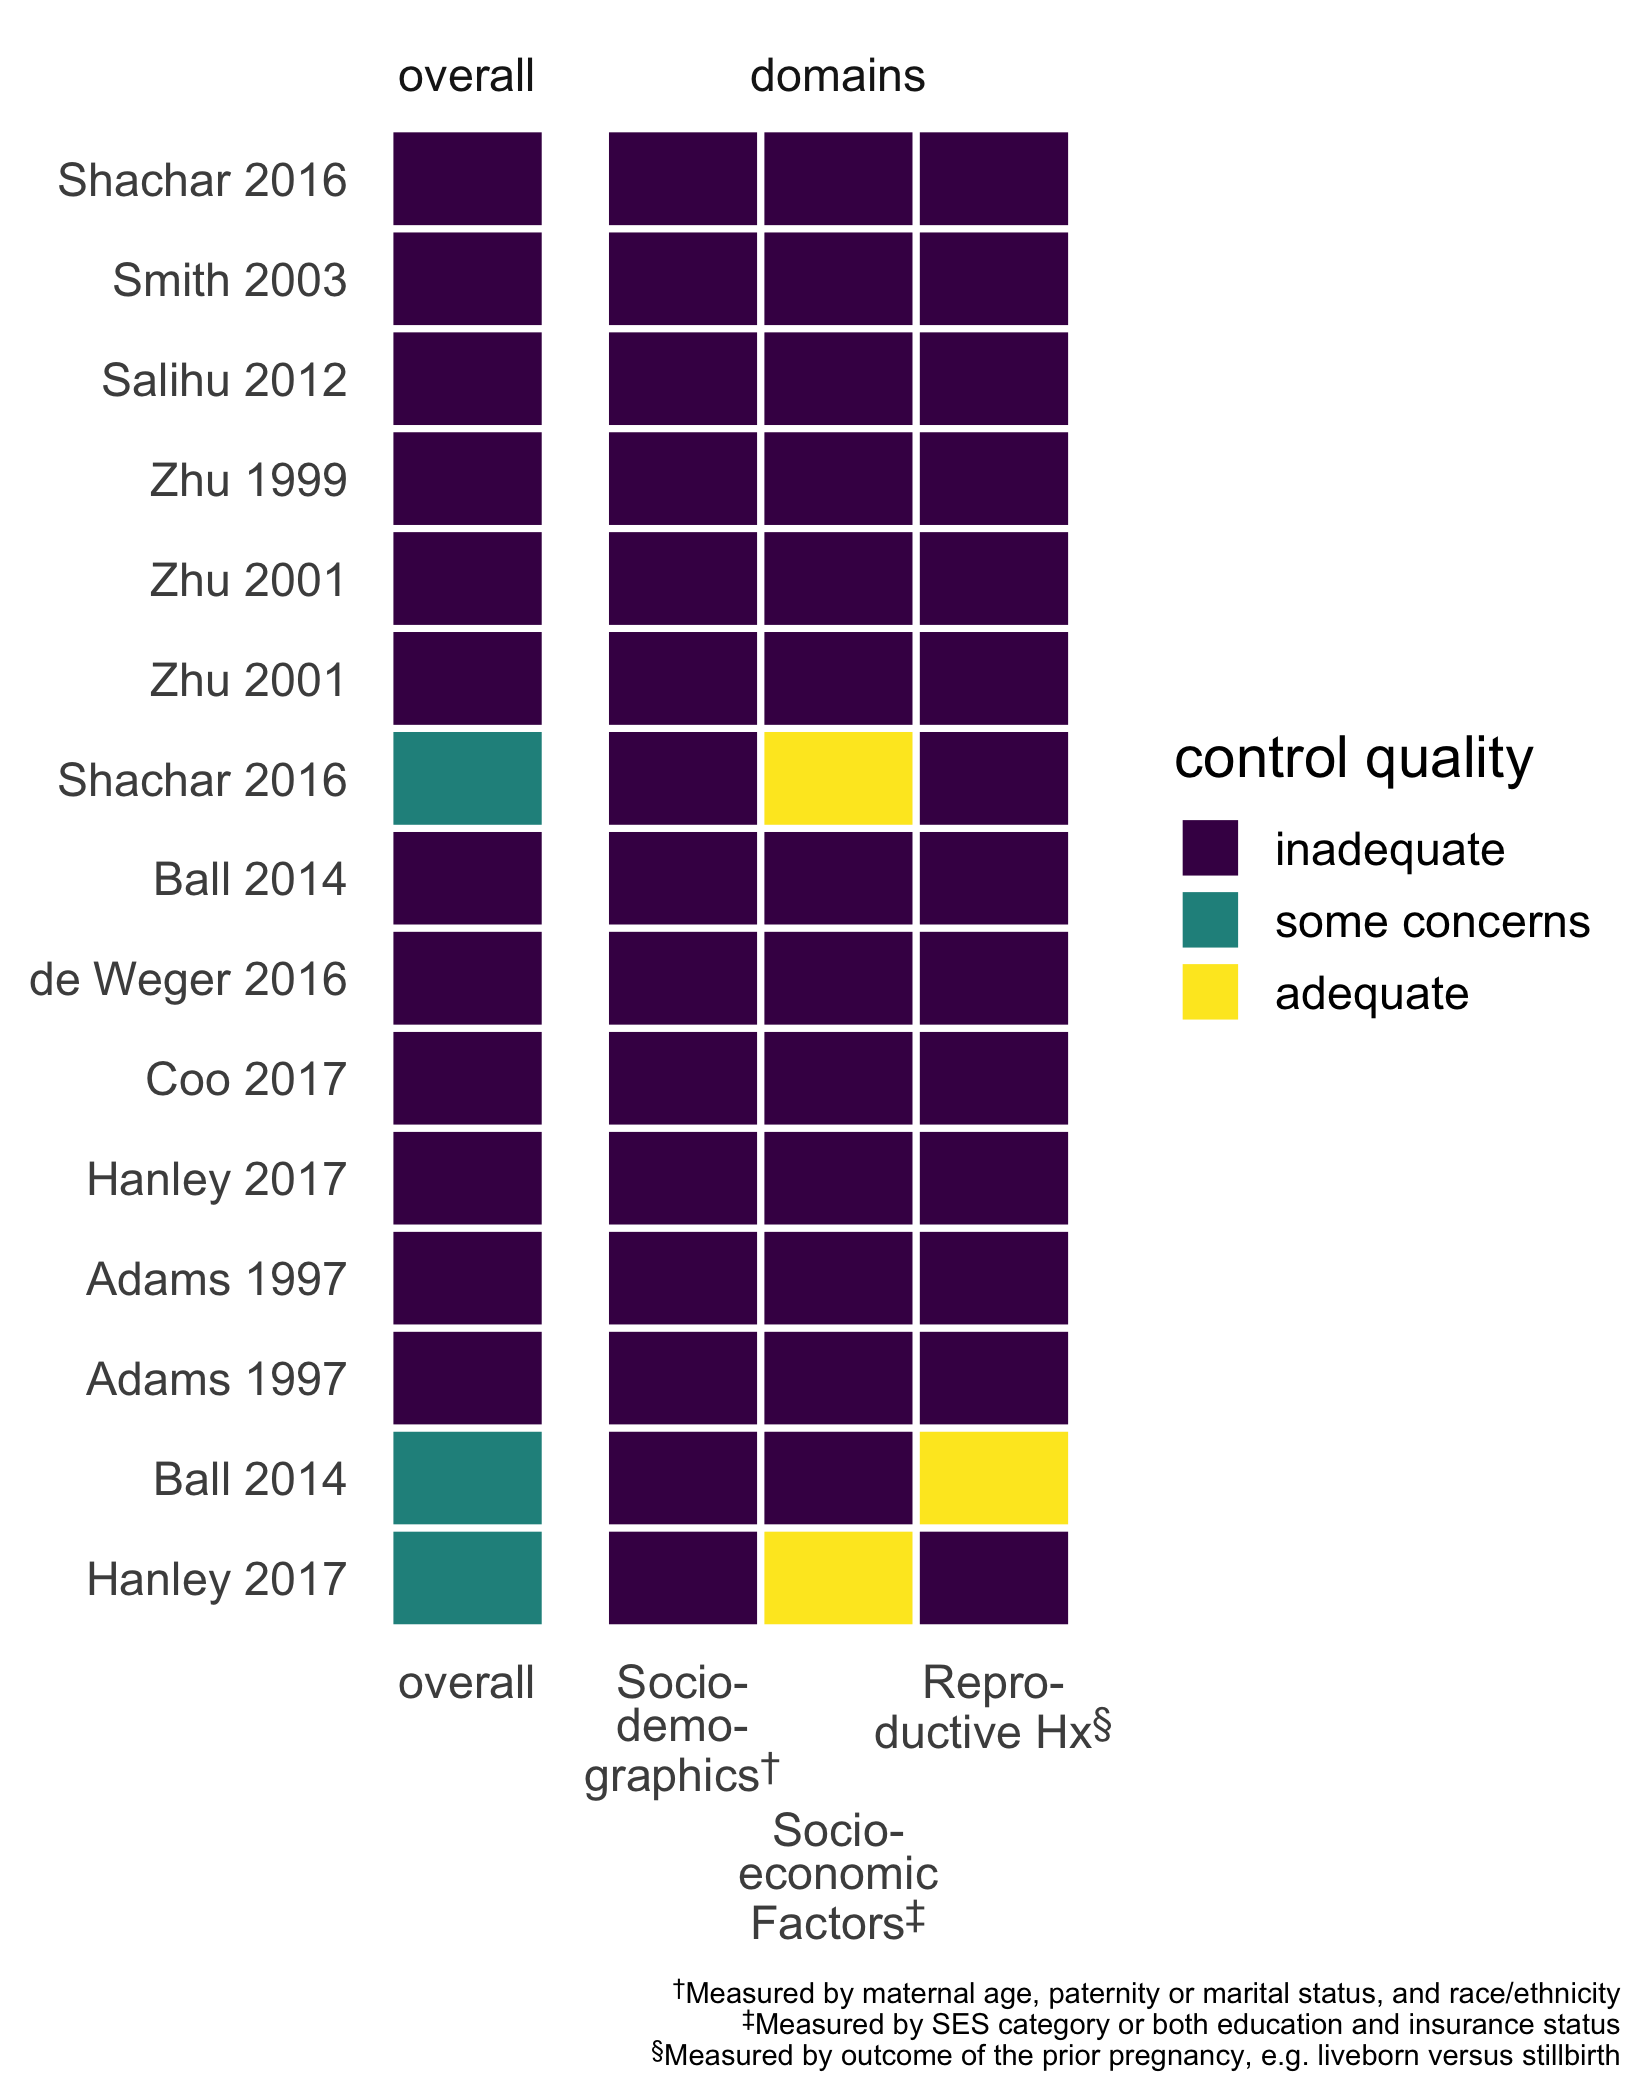 overall
domains
Shachar 2016
Smith 2003
Salihu 2012
Zhu 1999
Zhu 2001
Zhu 2001
Shachar 2016
Ball 2014
de Weger 2016
Coo 2017
Hanley 2017
Adams 1997
Adams 1997
Ball 2014
Hanley 2017
control quality
inadequate
some concerns
adequate
overall
Socio-
demo-
graphics†
Socio-
economic
Factors‡
Repro-
ductive Hx§
†Measured by maternal age, paternity or marital status, and race/ethnicity
‡Measured by SES category or both education and insurance status
§Measured by outcome of the prior pregnancy, e.g. liveborn versus stillbirth